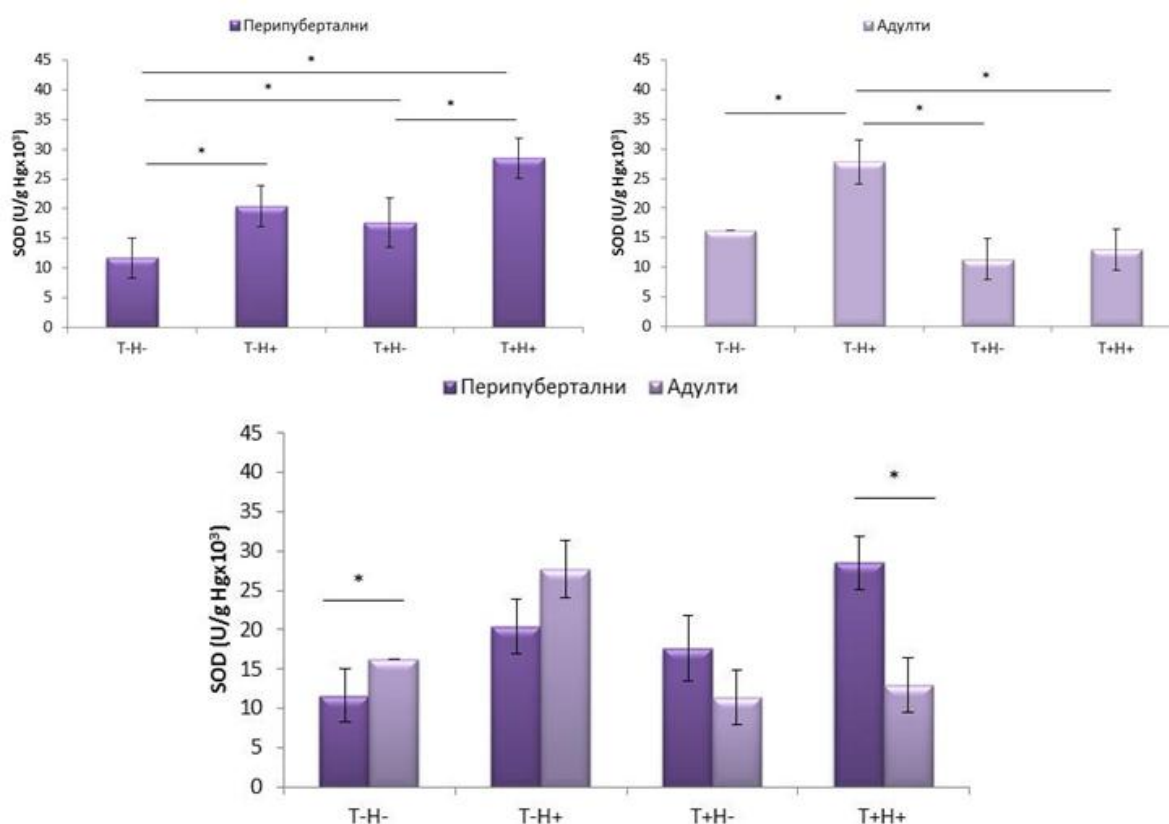 Перипубертални
SOD (U/g Hgx10³)
45
40
35
30
25
20
15
10
5
0
*
*
*
*
T-H-
T-H+
T+H-
T+H+
Адулти
SOD (U/g Hgx10³)
45
40
35
30
25
20
15
10
5
0
*
*
*
T-H-
T-H+
T+H-
T+H+
Перипубертални Адулти
SOD (U/g Hgx10³)
45
40
35
30
25
20
15
10
5
0
*
*
T-H-
T-H+
T+H-
T+H+